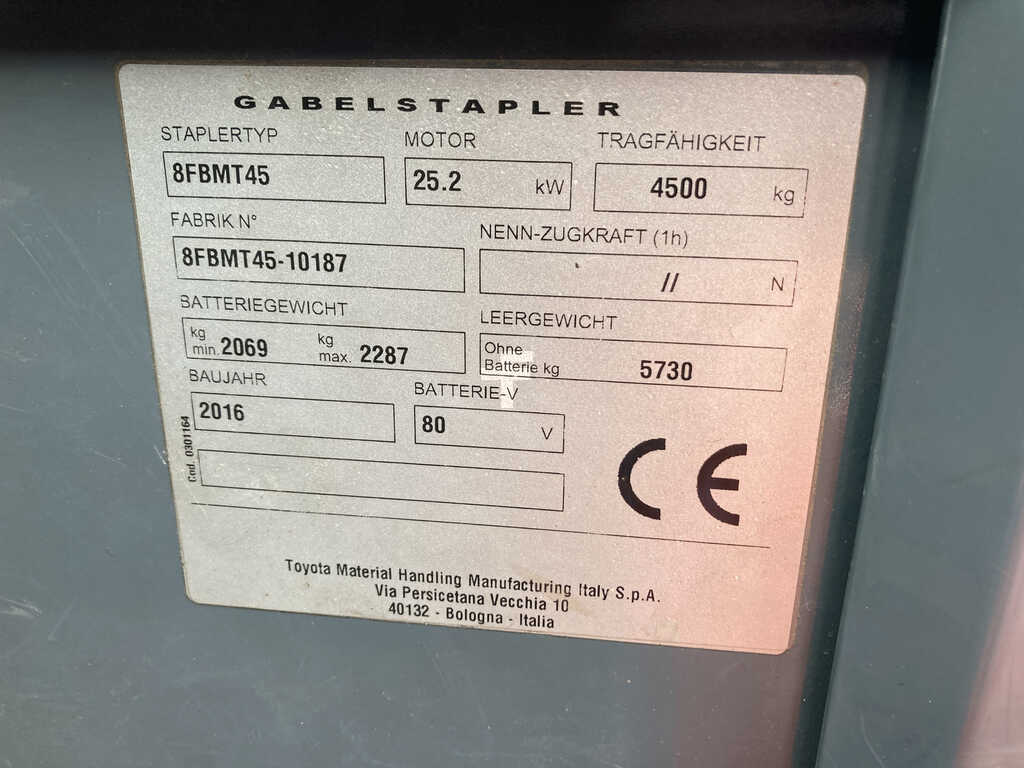 GABELSTAPLER
STAPLERTYP MOTOR TRAGFÄHIGKEIT
8FBMT45 25.2 kW 4500 kg
FABRIK N° NENN-ZUGKRAFT (1h)
8FBMT45-10187 // N
BATTERIEGEWICHT LEERGEWICHT
kg min. 2069 kg max. 2287 Ohne Batterie kg 5730
BAUJAHR BATTERIE-V
2016 80 V
Cod. 0301164
CE
Toyota Material Handling Manufacturing Italy S.p.A.
Via Persicetana Vecchia 10
40132 - Bologna - Italia